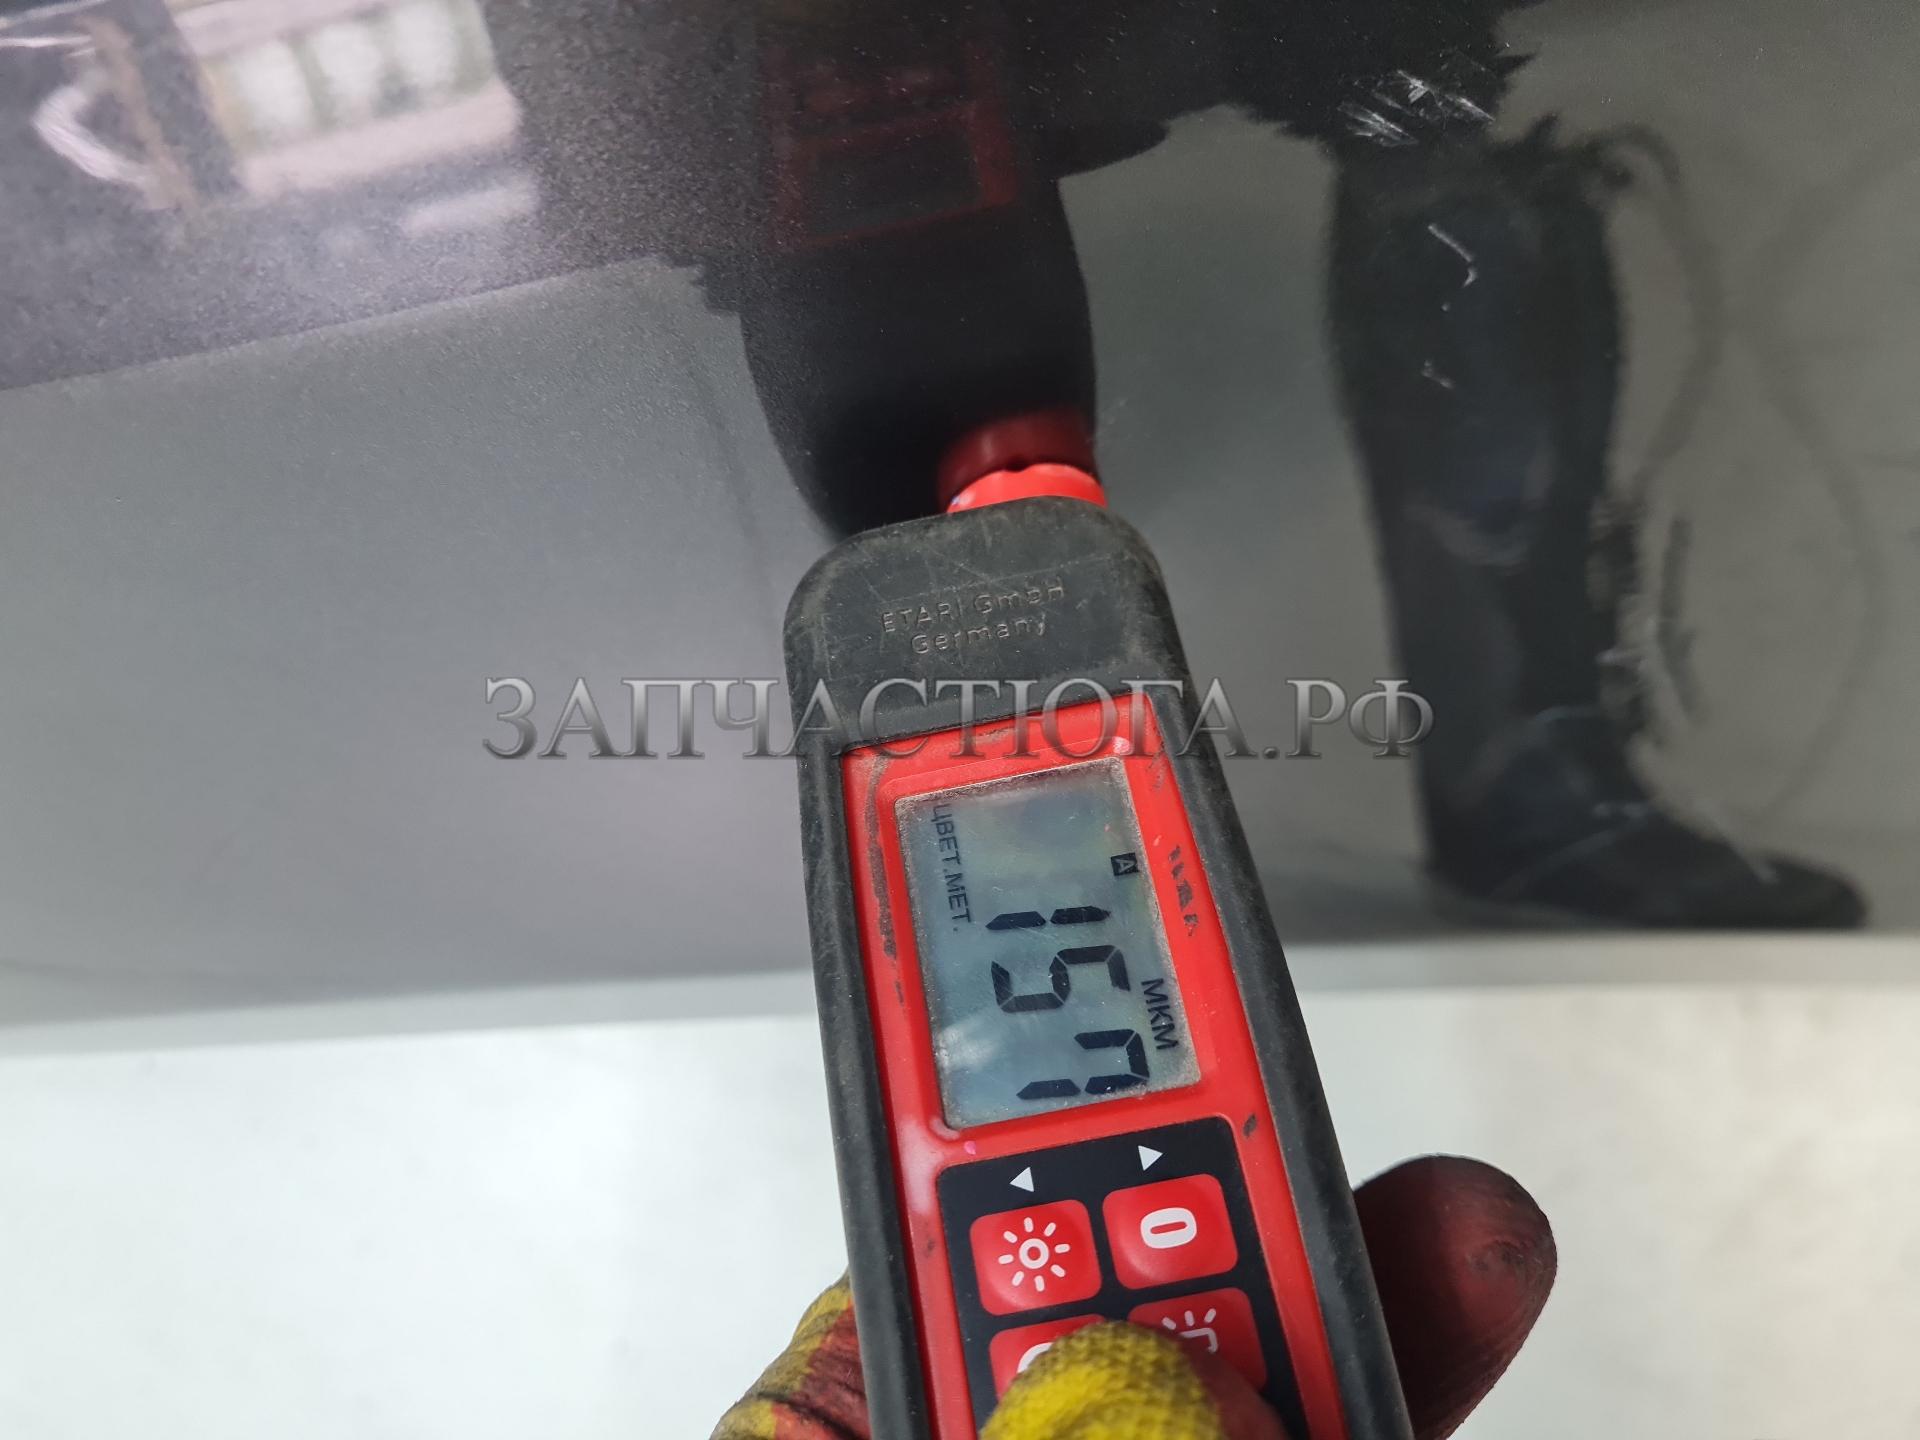 ETARI GmbH
Germany
ЗАПЧАСТЮГА.РФ
A
МКМ
157
ЦВЕТ.МЕТ.
0